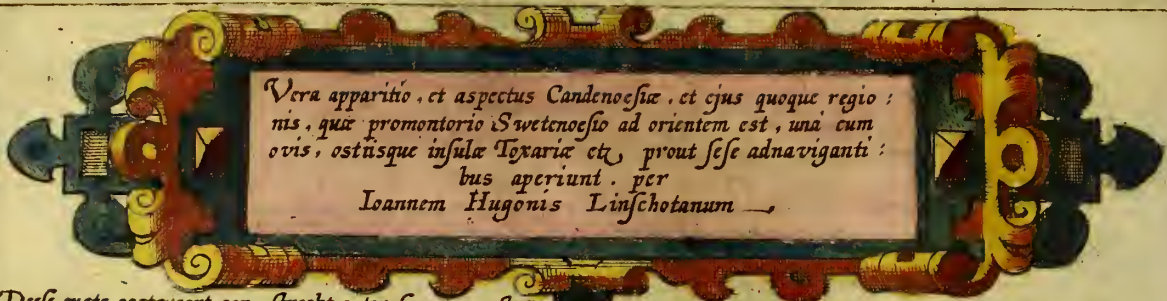 Vera apparitio, et aspectus Candenoesiæ, et ejus quoque regio:
nis, quæ promontorio Swetenoesio ad orientem est, unà cum
ovis, ostiisque insulæ Toxariæ etc prout sese adnaviganti:
bus aperiunt. per
Ioannem Hugonis Linschotanum